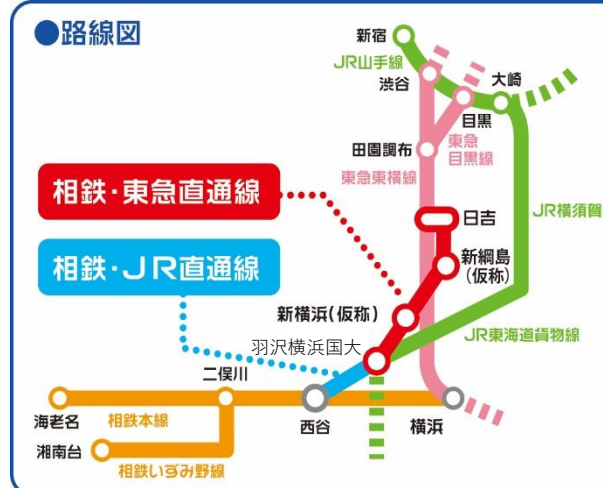 ●路線図
新宿
JR山手線
渋谷
大崎
目黒
田園調布
東急
目黒線
東急東横線
相鉄・東急直通線
日吉
JR横須賀
新綱島
(仮称)
相鉄・JR直通線
新横浜(仮称)
羽沢横浜国大
JR東海道貨物線
二俣川
海老名
相鉄本線
西谷
横浜
湘南台
相鉄いずみ野線